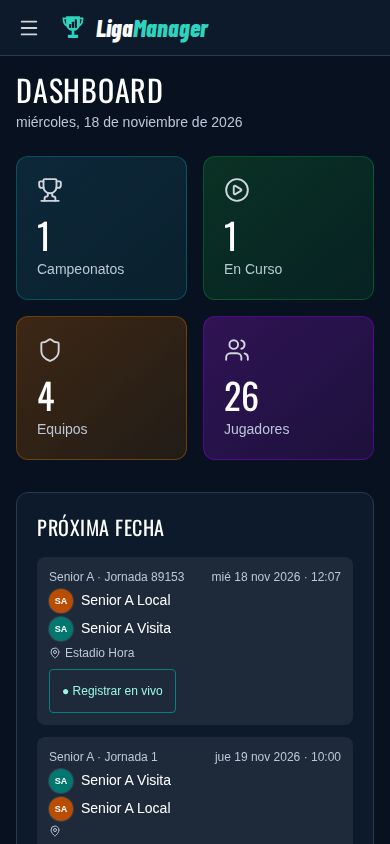 LigaManager
DASHBOARD
miércoles, 18 de noviembre de 2026
1
Campeonatos
1
En Curso
4
Equipos
26
Jugadores
PRÓXIMA FECHA
Senior A · Jornada 89153 mié 18 nov 2026 · 12:07
SA Senior A Local
SA Senior A Visita
Estadio Hora
● Registrar en vivo
Senior A · Jornada 1 jue 19 nov 2026 · 10:00
SA Senior A Visita
SA Senior A Local